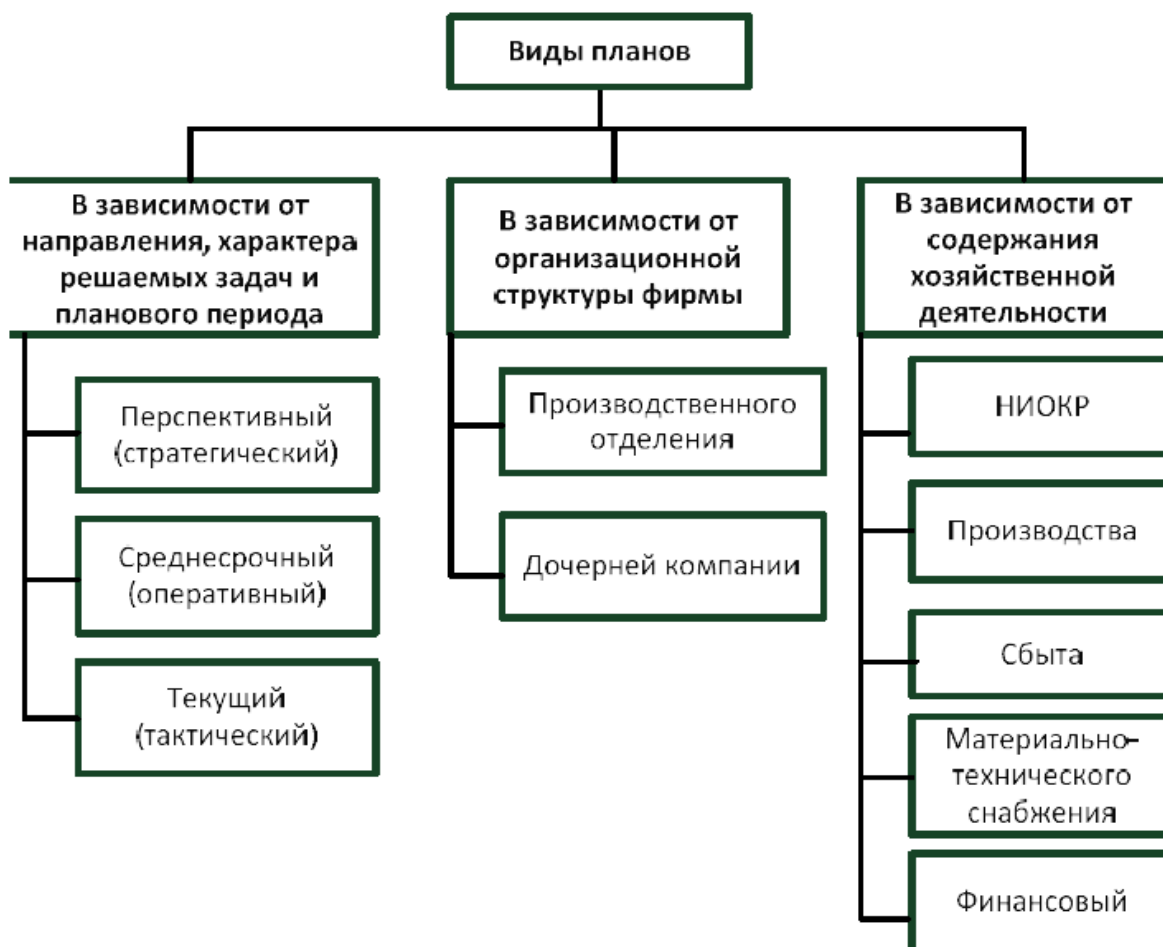 Виды планов
В зависимости от
направления, характера
решаемых задач и
планового периода
Перспективный
(стратегический)
Среднесрочный
(оперативный)
Текущий
(тактический)
В зависимости от
организационной
структуры фирмы
Производственного
отделения
Дочерней компании
В зависимости от
содержания
хозяйственной
деятельности
НИОКР
Производства
Сбыта
Материально-
технического
снабжения
Финансовый